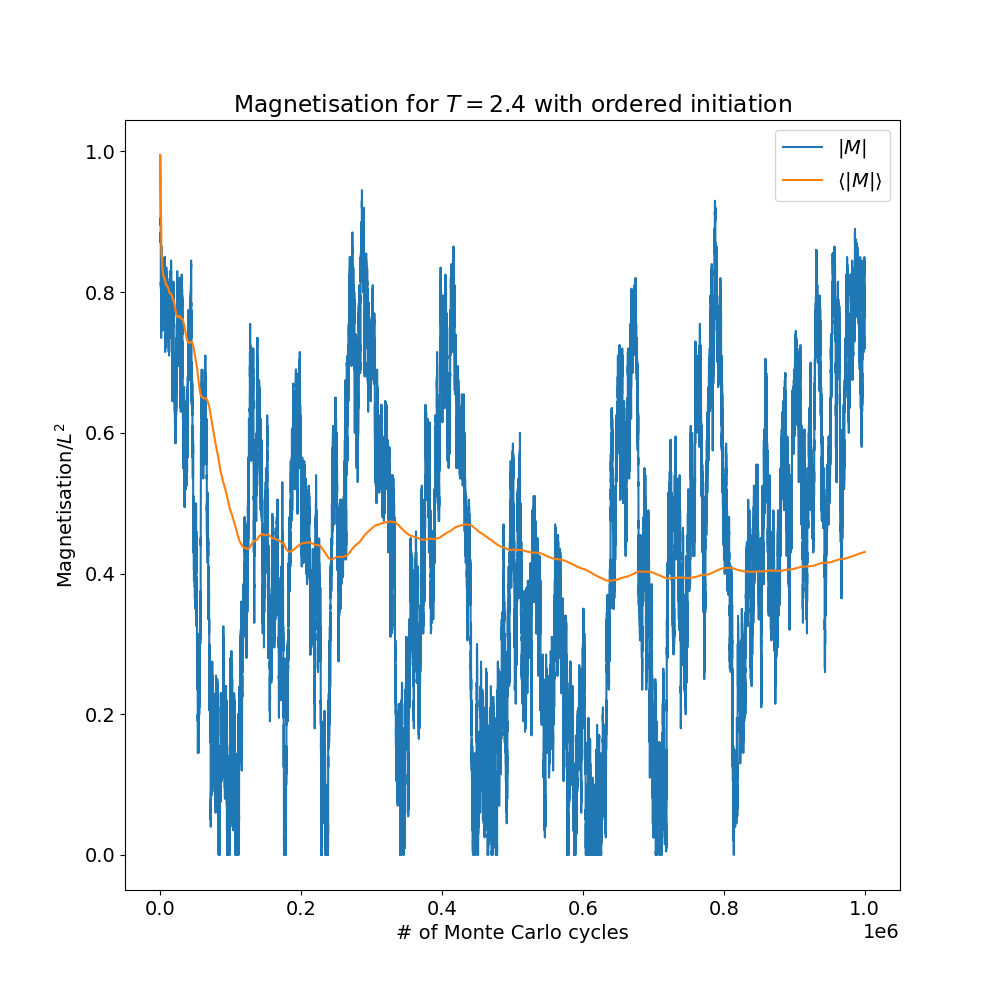 Magnetisation for T = 2.4 with ordered initiation
|M|
⟨|M|⟩
Magnetisation/L²
1.0
0.8
0.6
0.4
0.2
0.0
0.0 0.2 0.4 0.6 0.8 1.0
1e6
# of Monte Carlo cycles